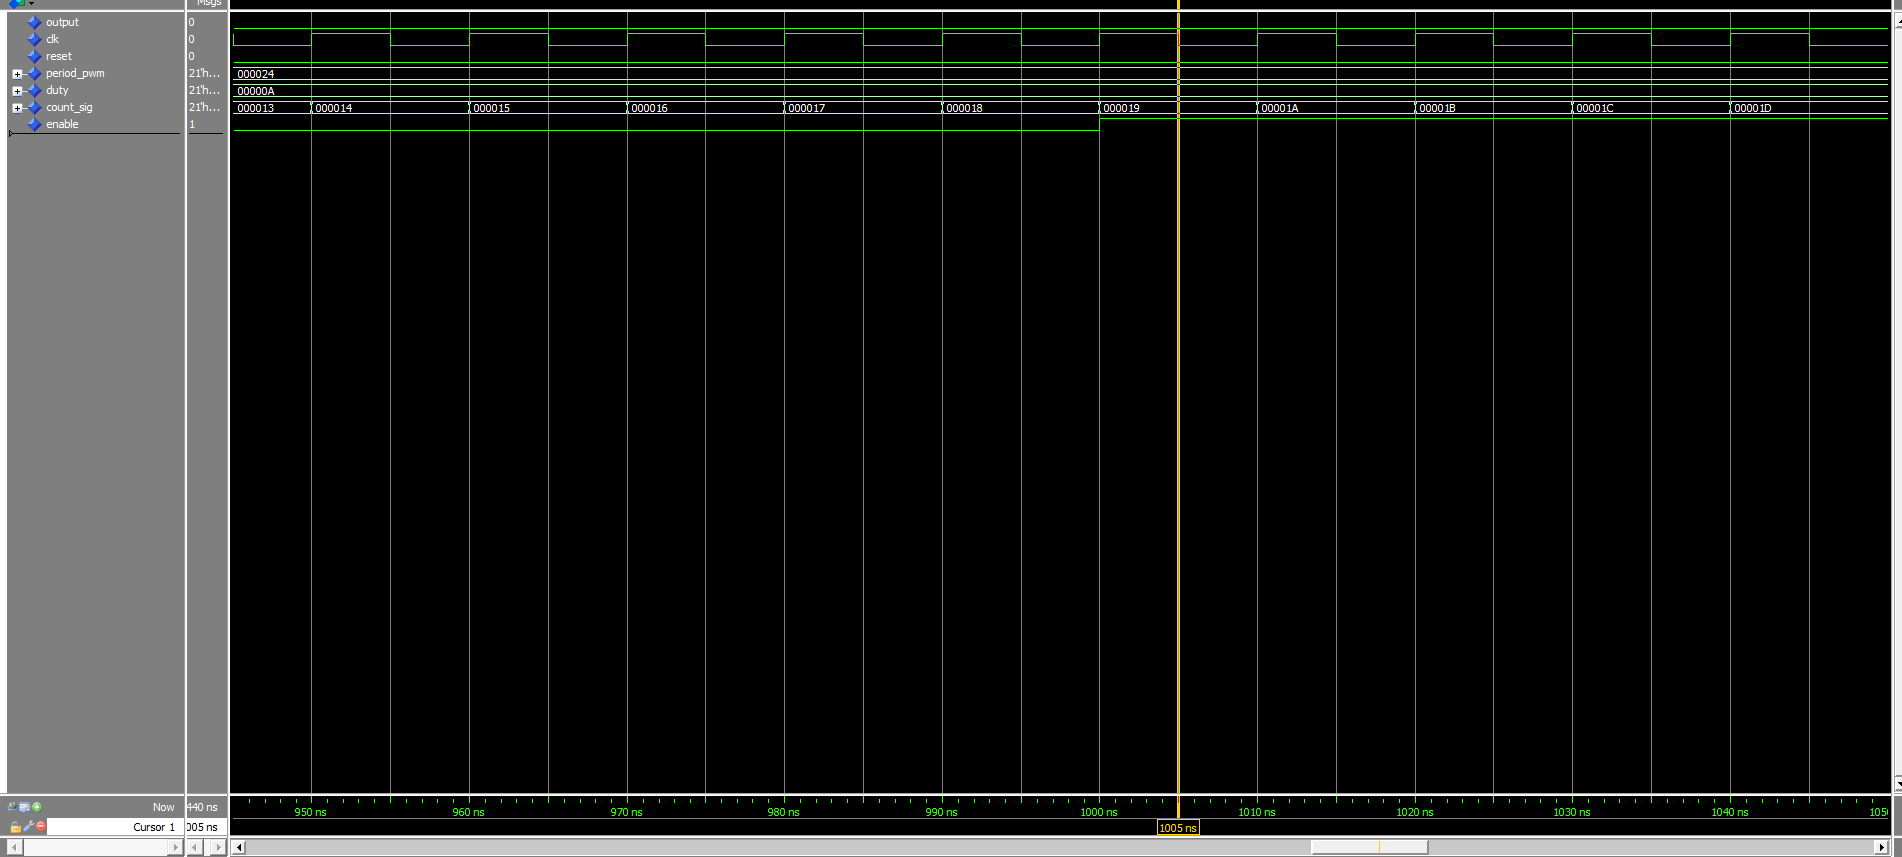 Msgs
output 0
clk 0
reset 0
period_pwm 21'h... 000024
duty 21'h... 00000A
count_sig 21'h... 000013 000014 000015 000016 000017 000018 000019 00001A 00001B 00001C 00001D
enable 1
Now 440 ns 950 ns 960 ns 970 ns 980 ns 990 ns 1000 ns 1010 ns 1020 ns 1030 ns 1040 ns 1050
Cursor 1 005 ns 1005 ns